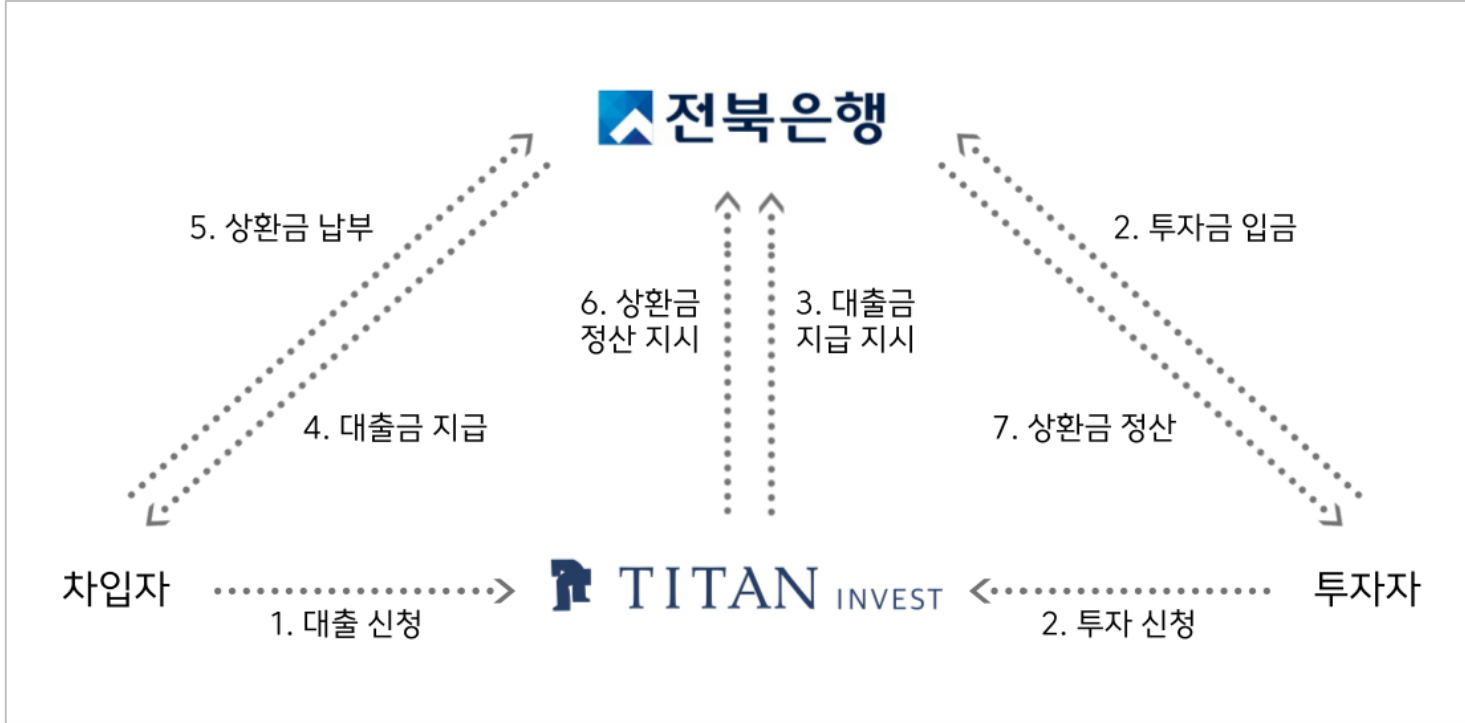 전북은행
5. 상환금 납부
2. 투자금 입금
6. 상환금
정산 지시
3. 대출금
지급 지시
4. 대출금 지급
7. 상환금 정산
차입자
TITAN INVEST
투자자
1. 대출 신청
2. 투자 신청